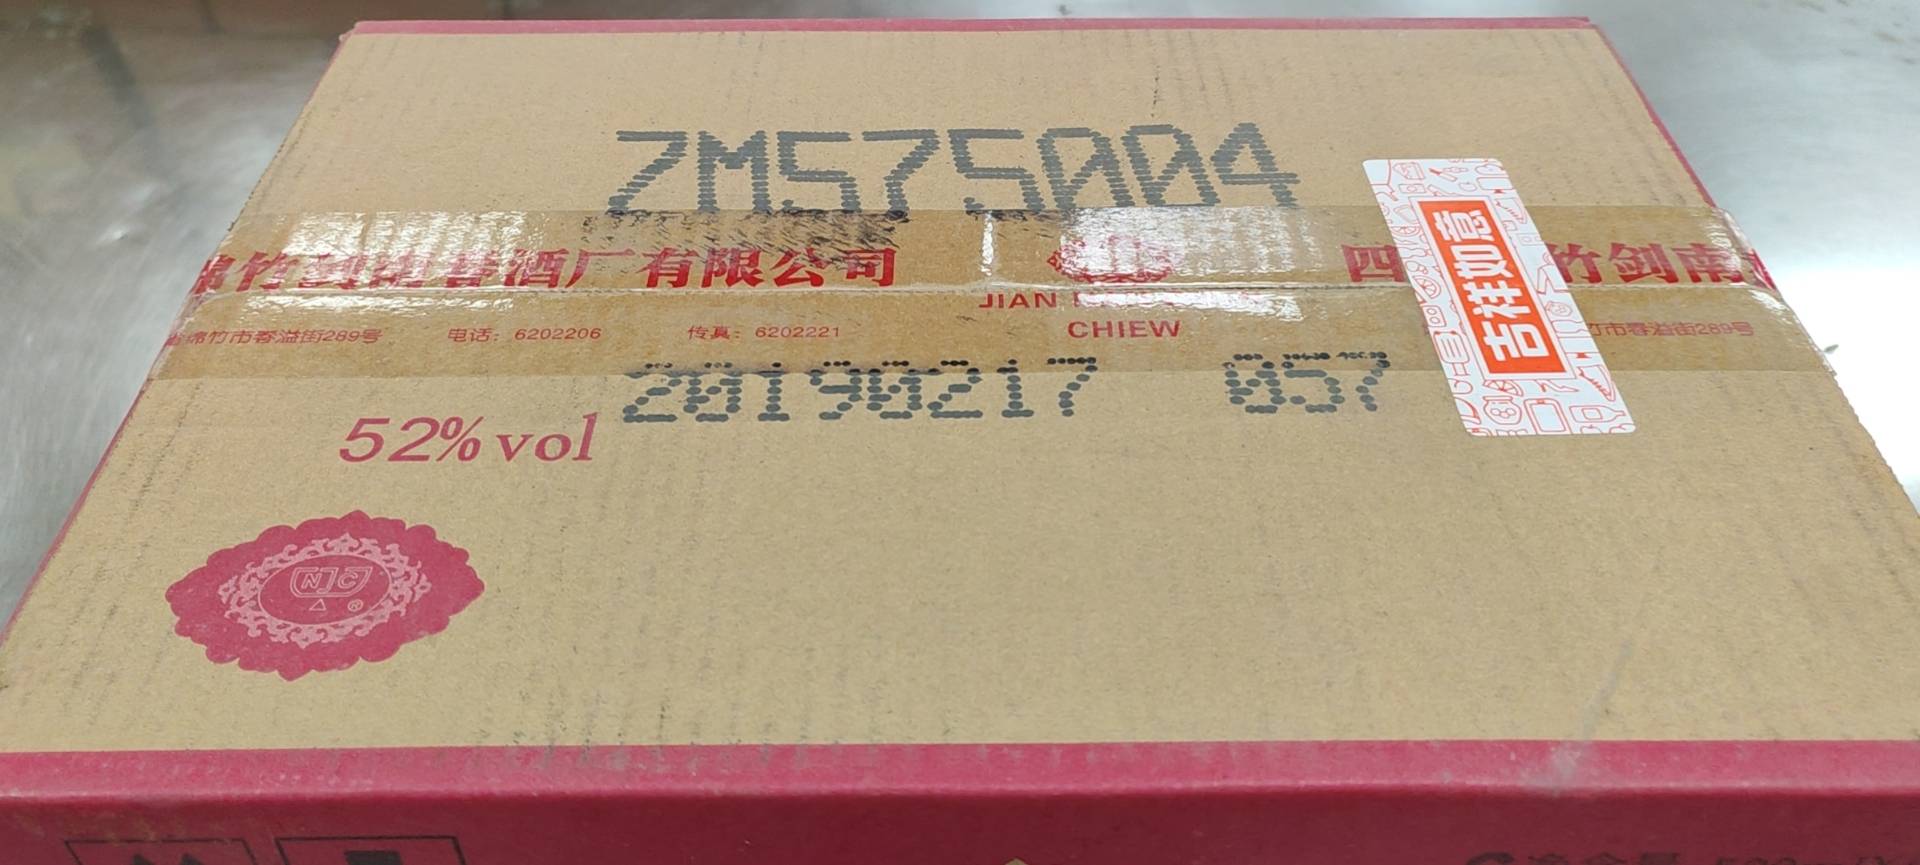 ZM575004
绵竹剑南春酒厂有限公司
四
竹剑南
吉祥如意
JIAN
CHIEW
绵竹市春溢街289号 电话：6202206 传真：6202221
竹市春溢街289号
20190217 057
52%vol
NJC
®